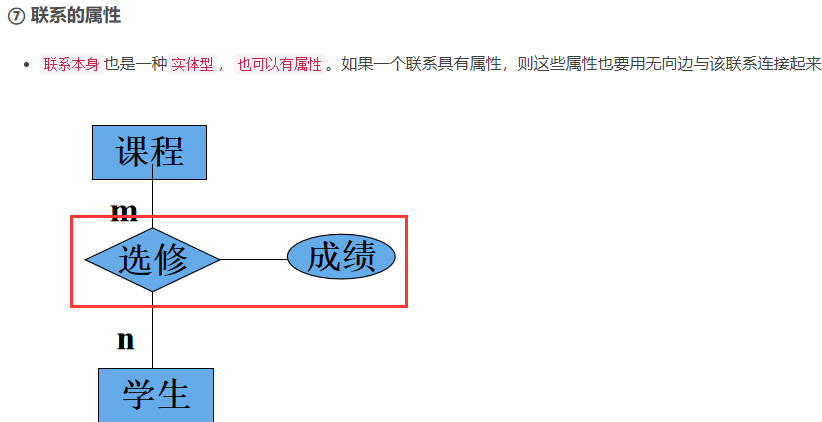 ⑦ 联系的属性
• 联系本身也是一种实体型，也可以有属性。如果一个联系具有属性，则这些属性也要用无向边与该联系连接起来
课程
m
选修 成绩
n
学生